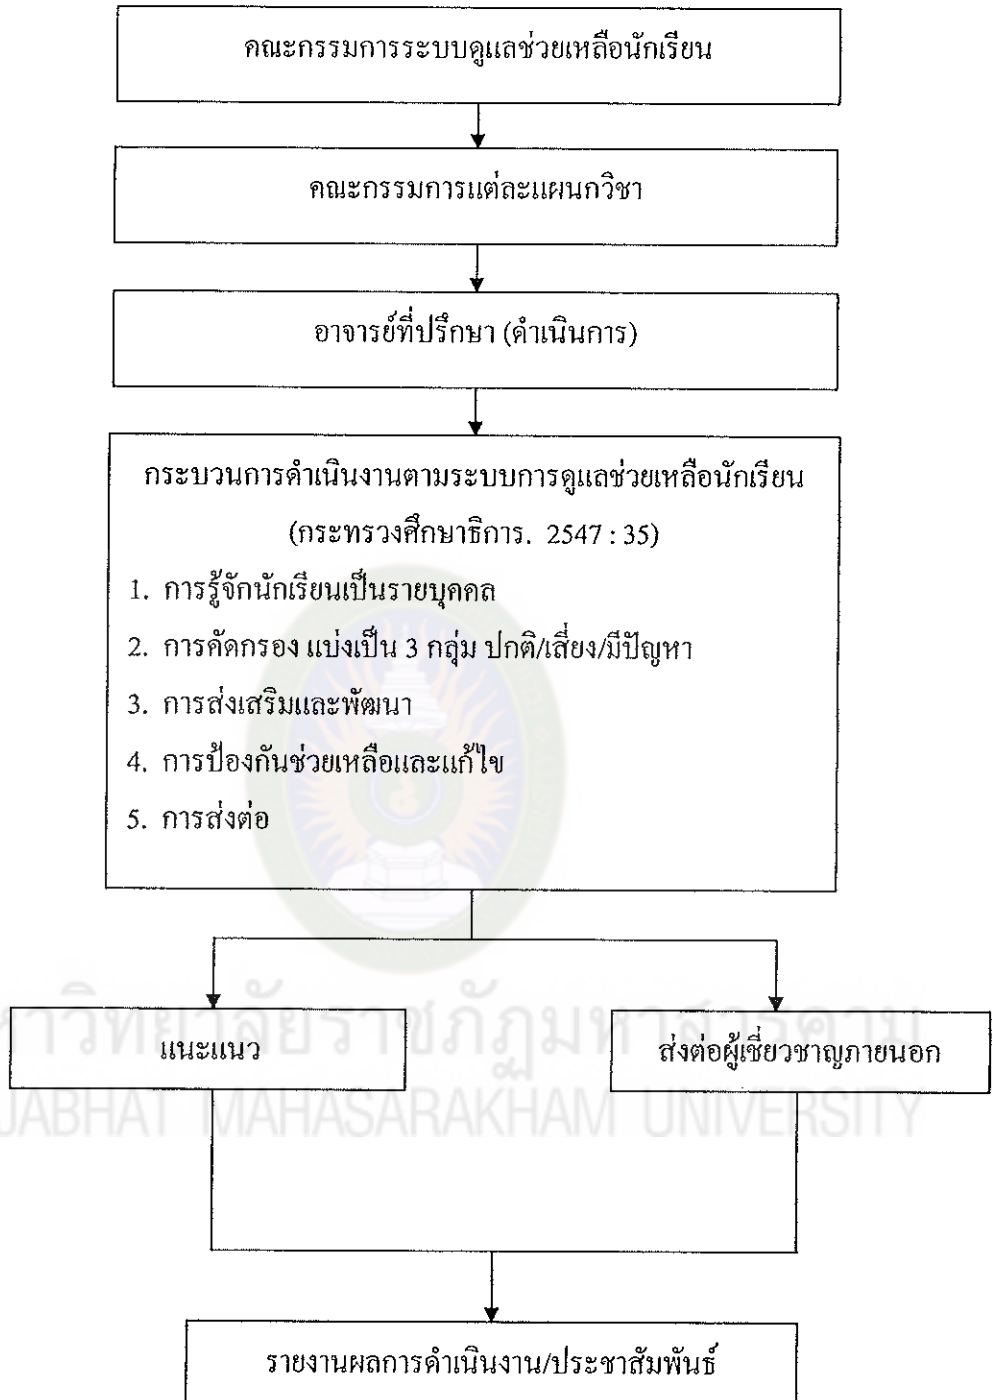 คณะกรรมการระบบดูแลช่วยเหลือนักเรียน
คณะกรรมการแต่ละแผนกวิชา
อาจารย์ที่ปรึกษา (ดำเนินการ)
กระบวนการดำเนินงานตามระบบการดูแลช่วยเหลือนักเรียน
(กระทรวงศึกษาธิการ. 2547 : 35)
1. การรู้จักนักเรียนเป็นรายบุคคล
2. การคัดกรอง แบ่งเป็น 3 กลุ่ม ปกติ/เสี่ยง/มีปัญหา
3. การส่งเสริมและพัฒนา
4. การป้องกันช่วยเหลือและแก้ไข
5. การส่งต่อ
แนะแนว
ส่งต่อผู้เชี่ยวชาญภายนอก
าวิทยาลัยราชภัฏมหาสารคาม
JABHAT MAHASARAKHAM UNIVERSITY
รายงานผลการดำเนินงาน/ประชาสัมพันธ์